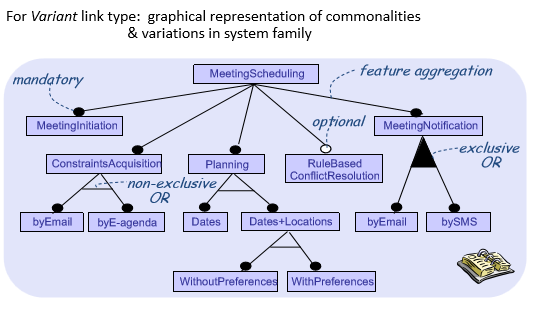 For Variant link type: graphical representation of commonalities
& variations in system family
MeetingScheduling
mandatory
feature aggregation
MeetingInitiation
optional
MeetingNotification
ConstraintsAcquisition
Planning
RuleBased
ConflictResolution
exclusive
OR
non-exclusive
OR
byEmail
byE-agenda
Dates
Dates+Locations
byEmail
bySMS
WithoutPreferences
WithPreferences